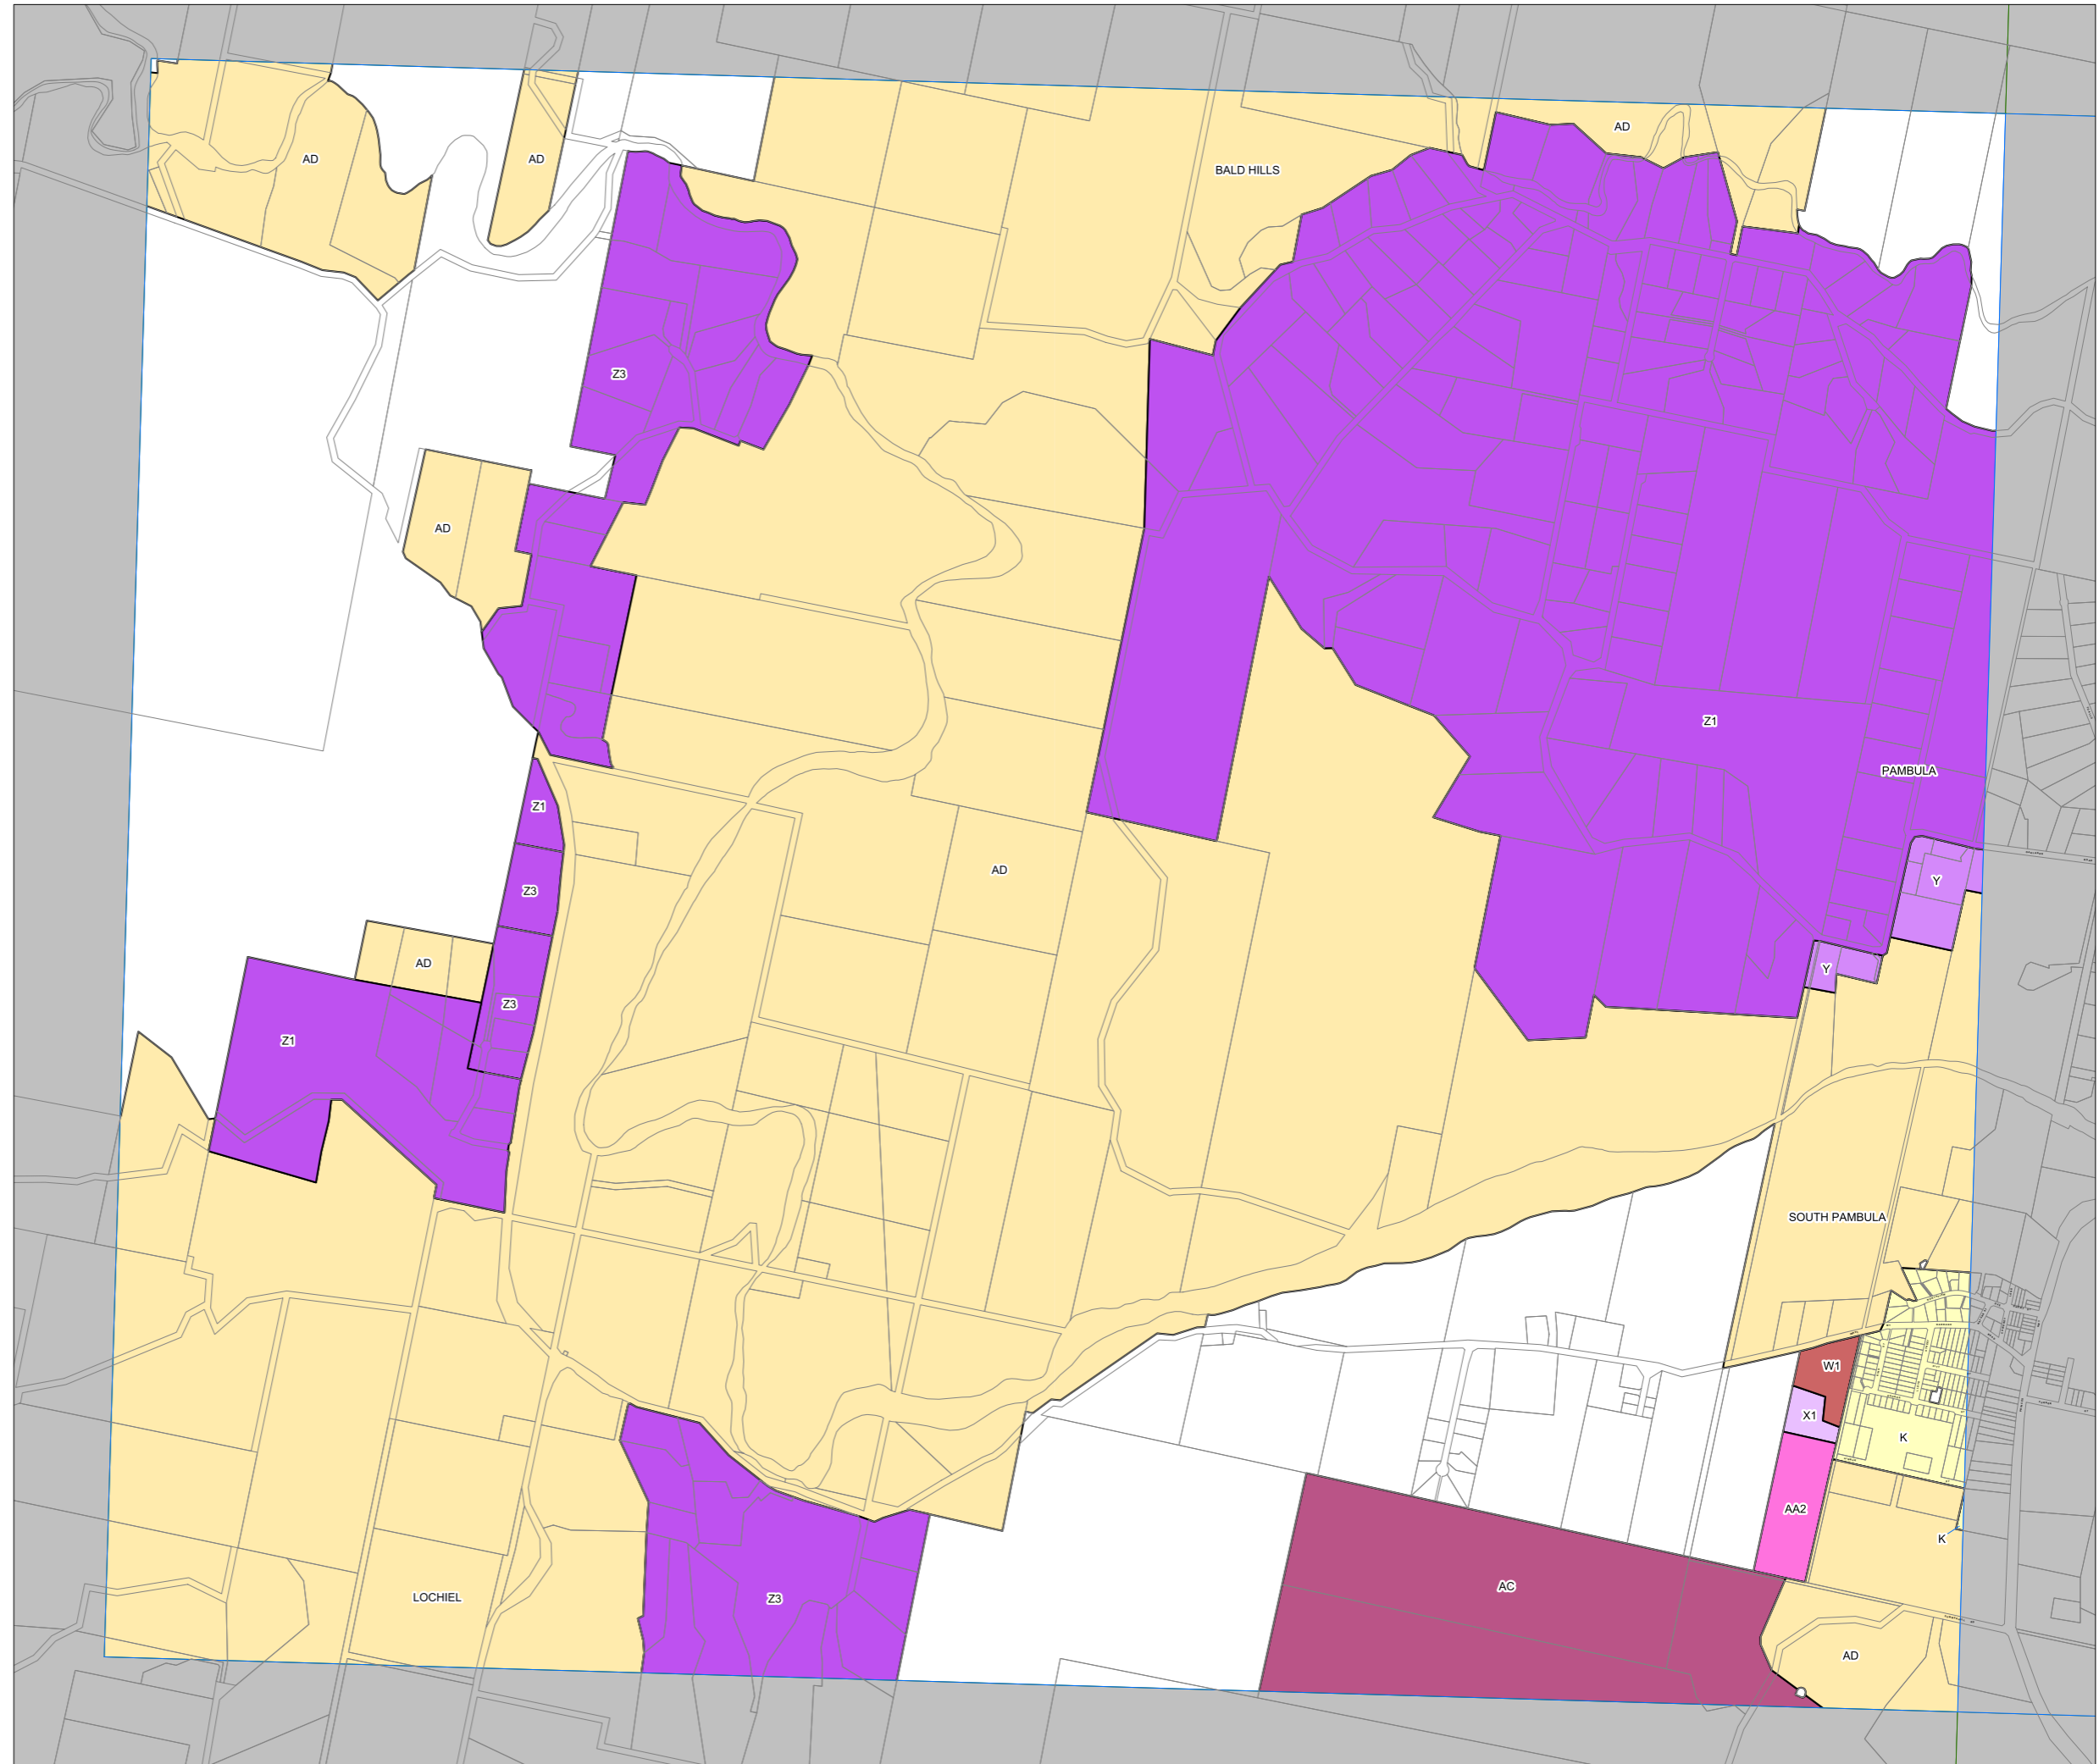 AD
AD
AD
BALD HILLS
Z3
AD
Z1
PAMBULA
Z1
AD
Y
Z3
AD
Y
Z3
Z1
SOUTH PAMBULA
W1
X1
K
AA2
K
AC
LOCHIEL
Z3
AD